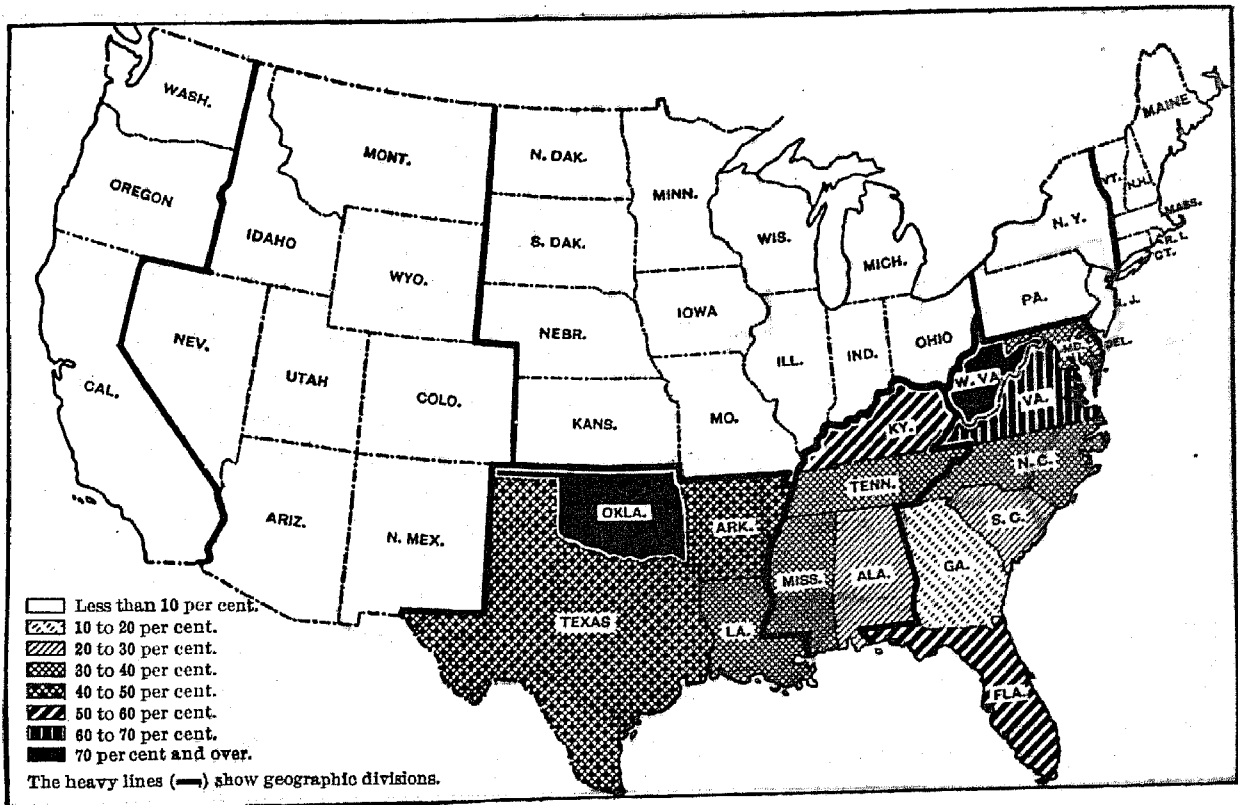 WASH.
MONT.
N. DAK.
MINN.
MAINE
OREGON
IDAHO
S. DAK.
WIS.
MICH.
VT.
N.H.
MASS.
N. Y.
R. I.
CT.
WYO.
IOWA
PA.
N. J.
NEV.
NEBR.
ILL.
IND.
OHIO
MD.
DEL.
UTAH
COLO.
CAL.
KANS.
MO.
W. VA.
VA.
KY.
N. C.
TENN.
ARIZ.
N. MEX.
OKLA.
ARK.
S. C.
MISS.
ALA.
GA.
TEXAS
LA.
FLA.
Less than 10 per cent.
10 to 20 per cent.
20 to 30 per cent.
30 to 40 per cent.
40 to 50 per cent.
50 to 60 per cent.
60 to 70 per cent.
70 per cent and over.
The heavy lines (▬) show geographic divisions.